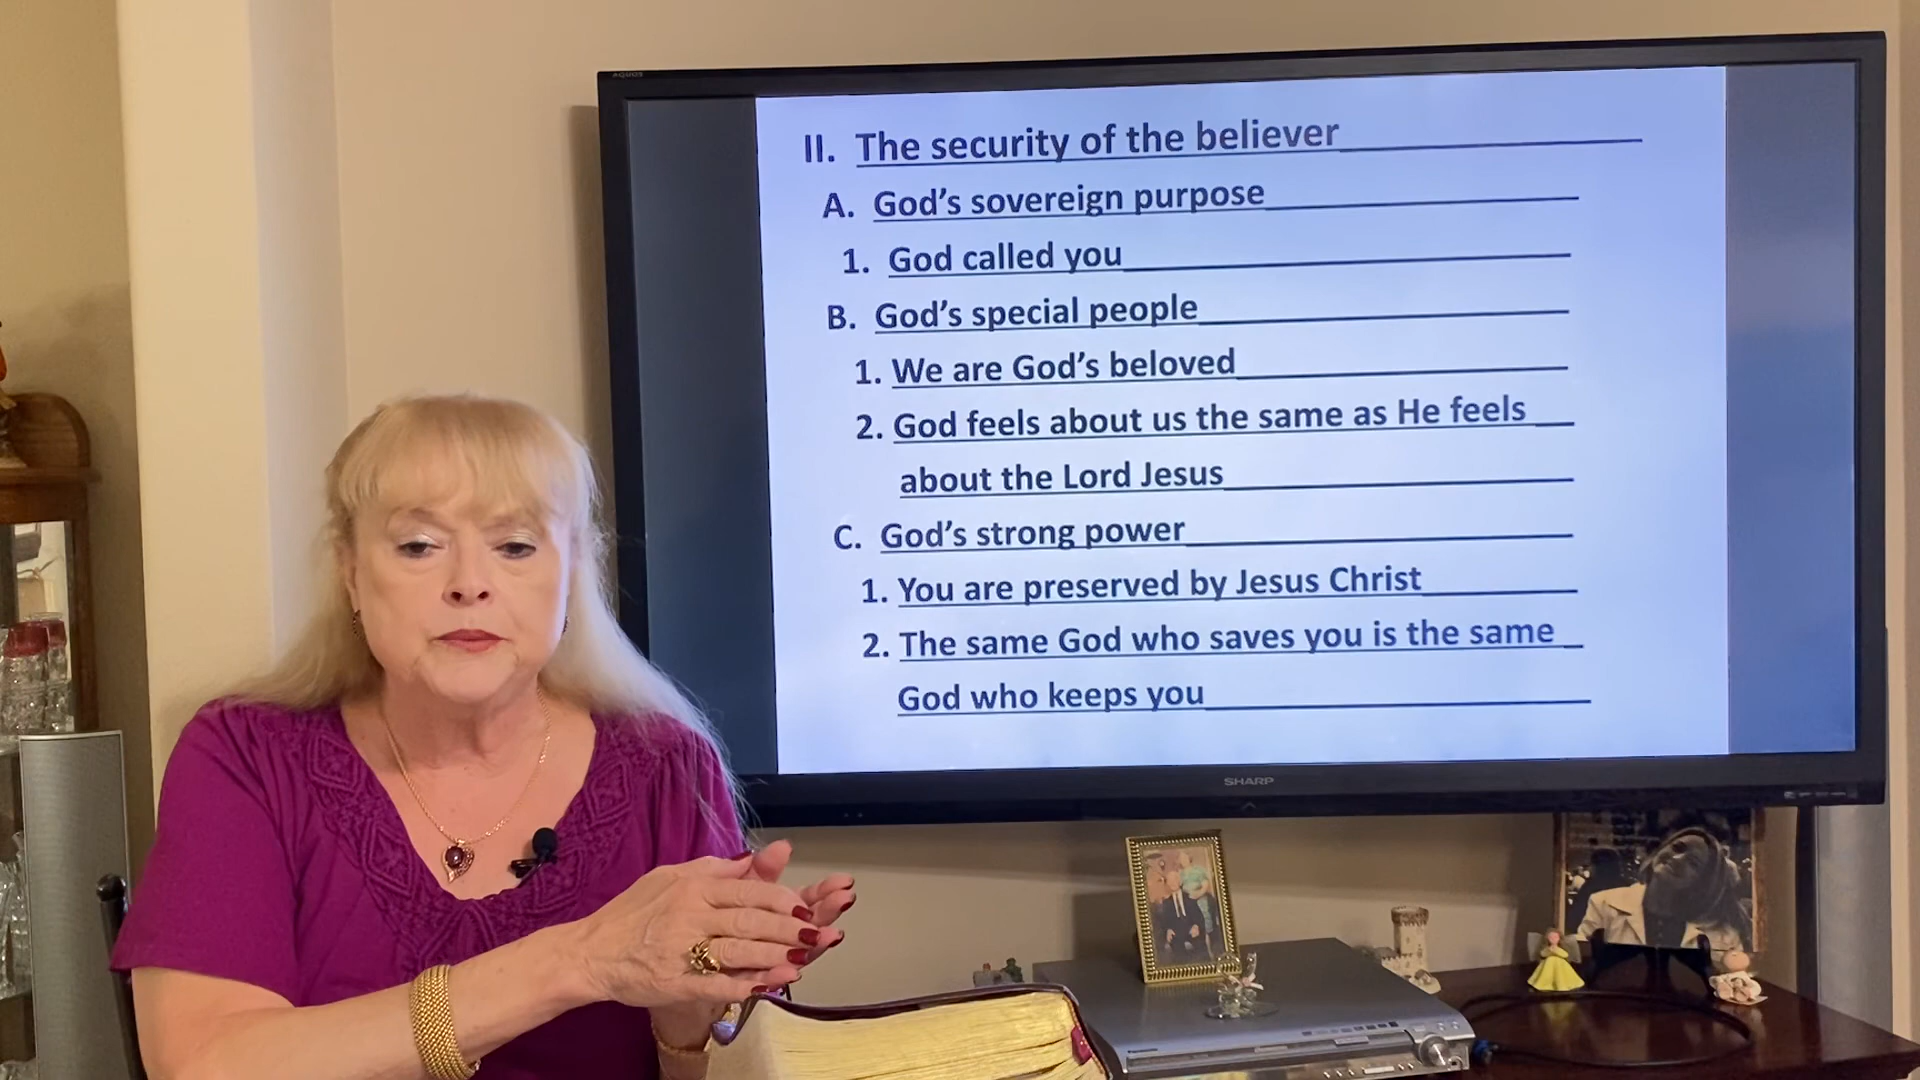 AQUOS
II. The security of the believer
A. God's sovereign purpose
1. God called you
B. God's special people
1. We are God's beloved
2. God feels about us the same as He feels
about the Lord Jesus
C. God's strong power
1. You are preserved by Jesus Christ
2. The same God who saves you is the same
God who keeps you
SHARP